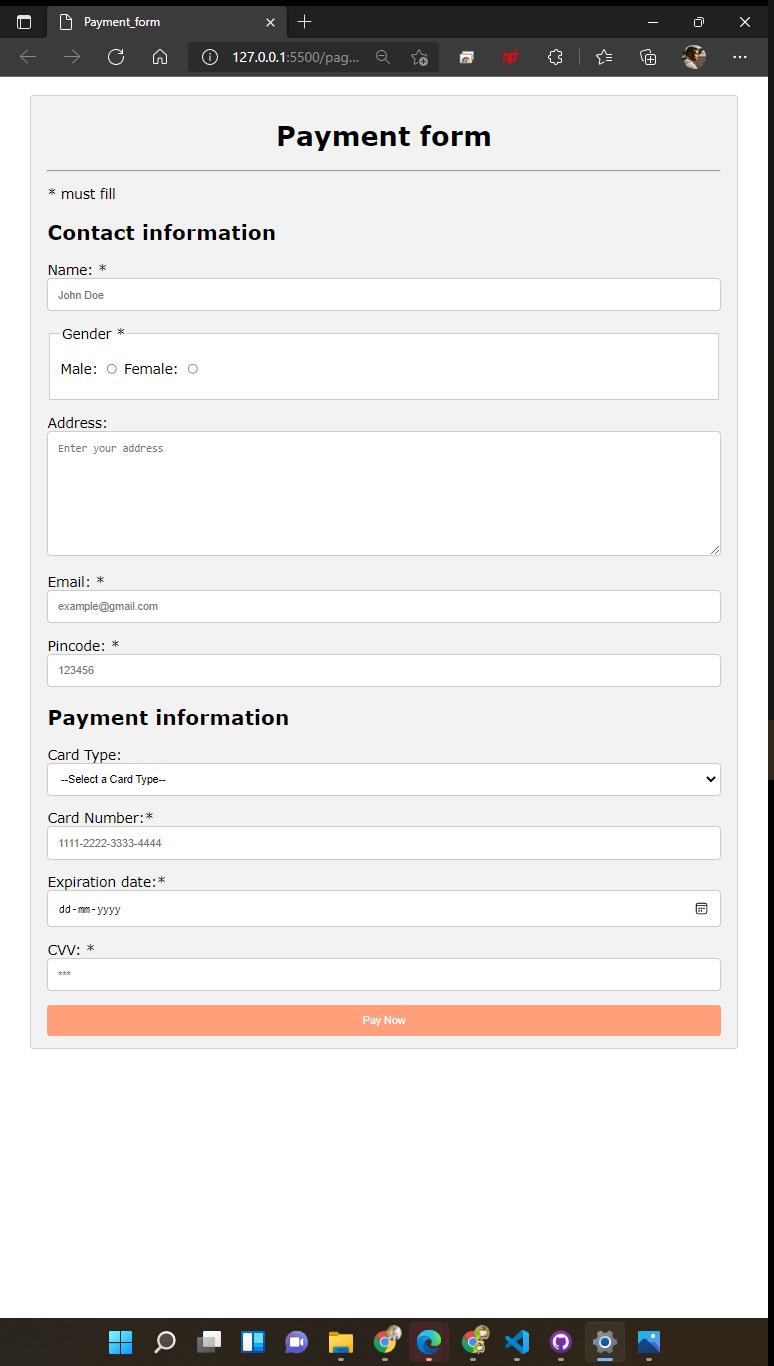 Payment_form
127.0.0.1:5500/pag...
Payment form
* must fill
Contact information
Name: *
John Doe
Gender *
Male: Female:
Address:
Enter your address
Email: *
example@gmail.com
Pincode: *
123456
Payment information
Card Type:
--Select a Card Type--
Card Number:*
1111-2222-3333-4444
Expiration date:*
dd-mm-yyyy
CVV: *
***
Pay Now